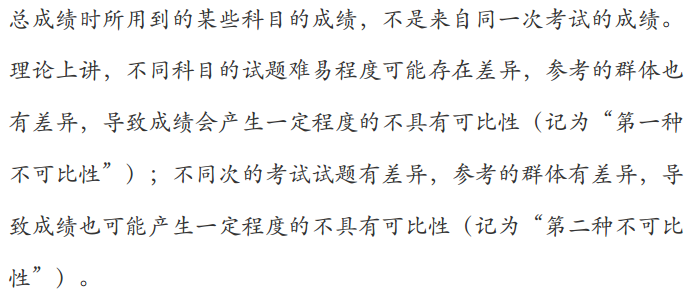 总成绩时所用到的某些科目的成绩，不是来自同一次考试的成绩。
理论上讲，不同科目的试题难易程度可能存在差异，参考的群体也
有差异，导致成绩会产生一定程度的不具有可比性（记为“第一种
不可比性”）；不同次的考试试题有差异，参考的群体有差异，导
致成绩也可能产生一定程度的不具有可比性（记为“第二种不可比
性”）。